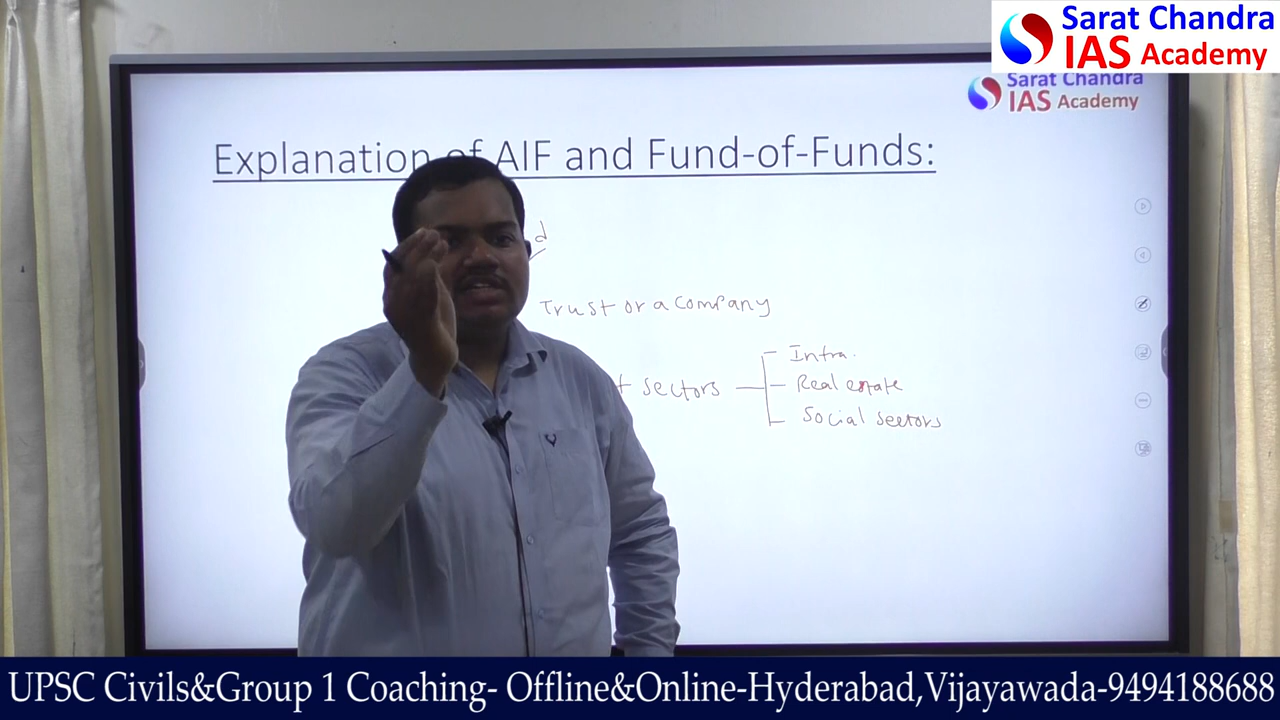 Sarat Chandra
IAS Academy
Sarat Chandra
IAS Academy
Explanation of AIF and Fund-of-Funds:
d
Trust or a company
Infra.
sectors
Real estate
Social sectors
UPSC Civils&Group 1 Coaching- Offline&Online-Hyderabad,Vijayawada-9494188688